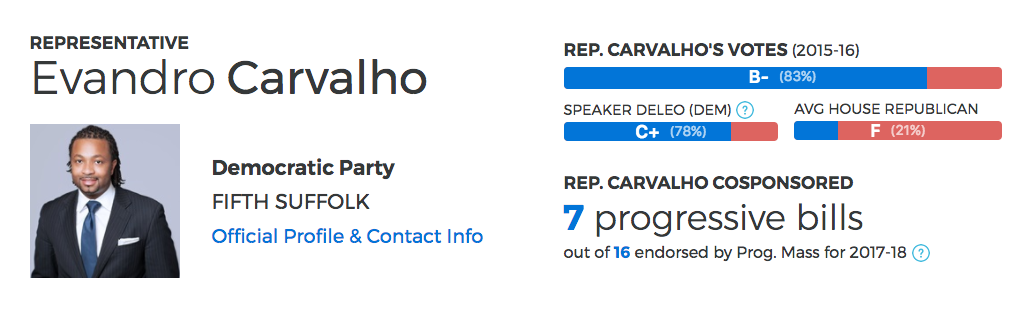 REPRESENTATIVE
Evandro Carvalho
Democratic Party
FIFTH SUFFOLK
Official Profile & Contact Info
REP. CARVALHO'S VOTES (2015-16)
B- (83%)
SPEAKER DELEO (DEM) ?
C+ (78%)
AVG HOUSE REPUBLICAN
F (21%)
REP. CARVALHO COSPONSORED
7 progressive bills
out of 16 endorsed by Prog. Mass for 2017-18 ?